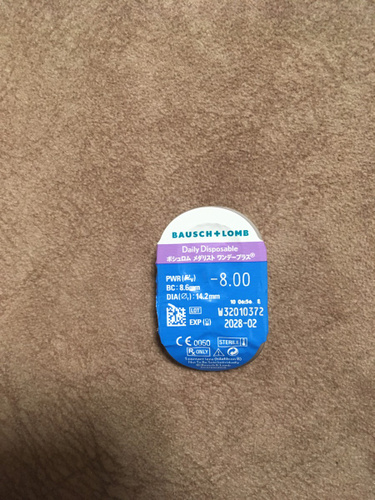 BAUSCH+LOMB
Daily Disposable
ボシュロム メダリスト ワンデープラス®
PWR -8.00
BC: 8.6mm
DIA(Ø): 14.2mm
LOT W32010372
EXP 2028-02
CE 0050 STERILE
RX ONLY